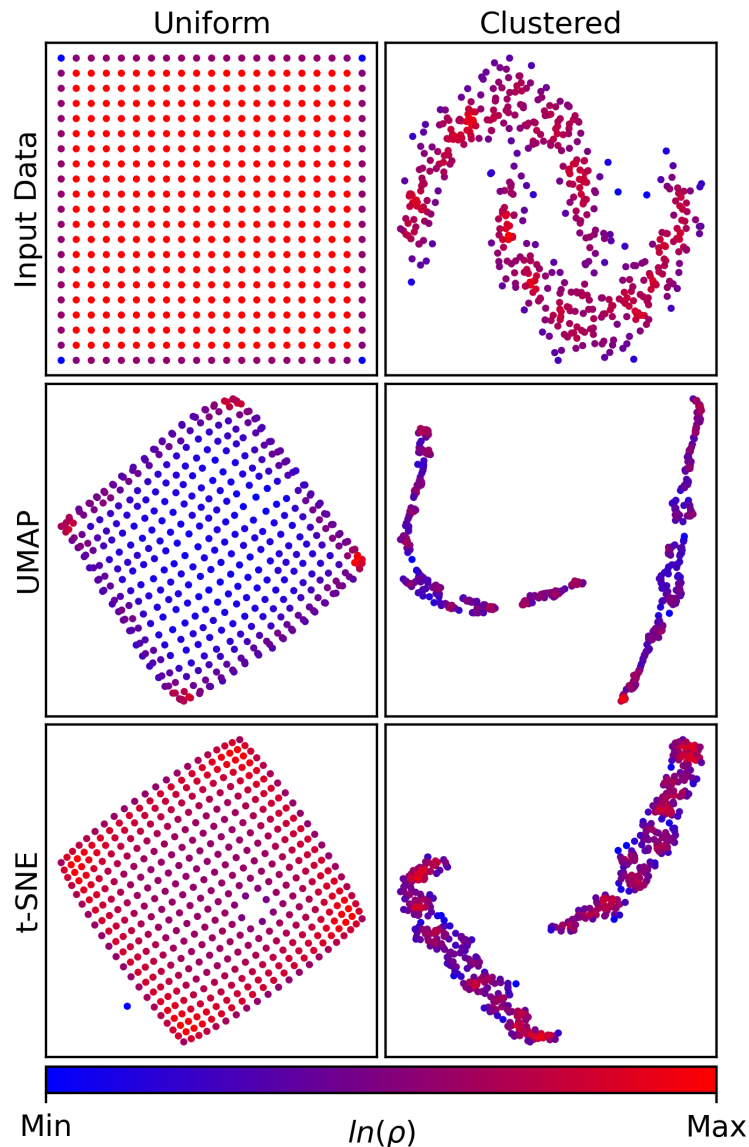 Uniform
Clustered
Input Data
UMAP
t-SNE
Min
ln(ρ)
Max